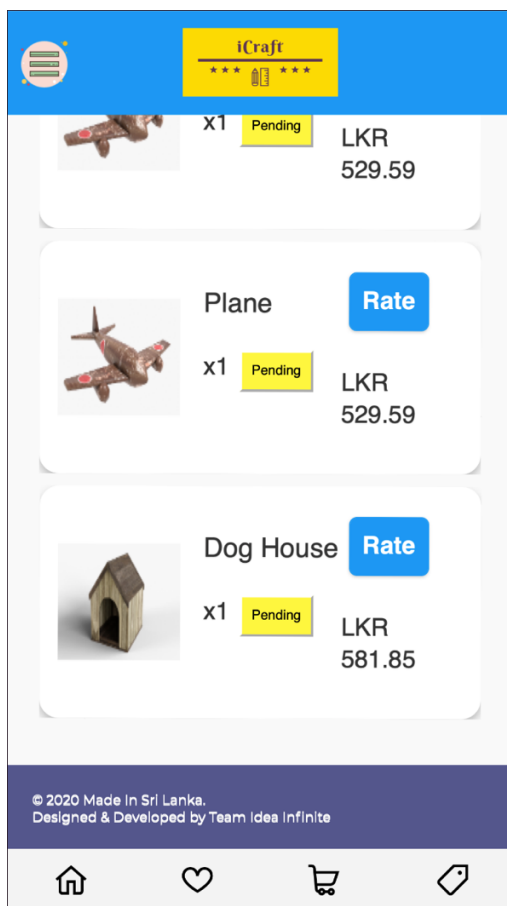 iCraft
x1
Pending
LKR
529.59
Plane
Rate
x1
Pending
LKR
529.59
Dog House
Rate
x1
Pending
LKR
581.85
© 2020 Made In Sri Lanka.
Designed & Developed by Team Idea Infinite